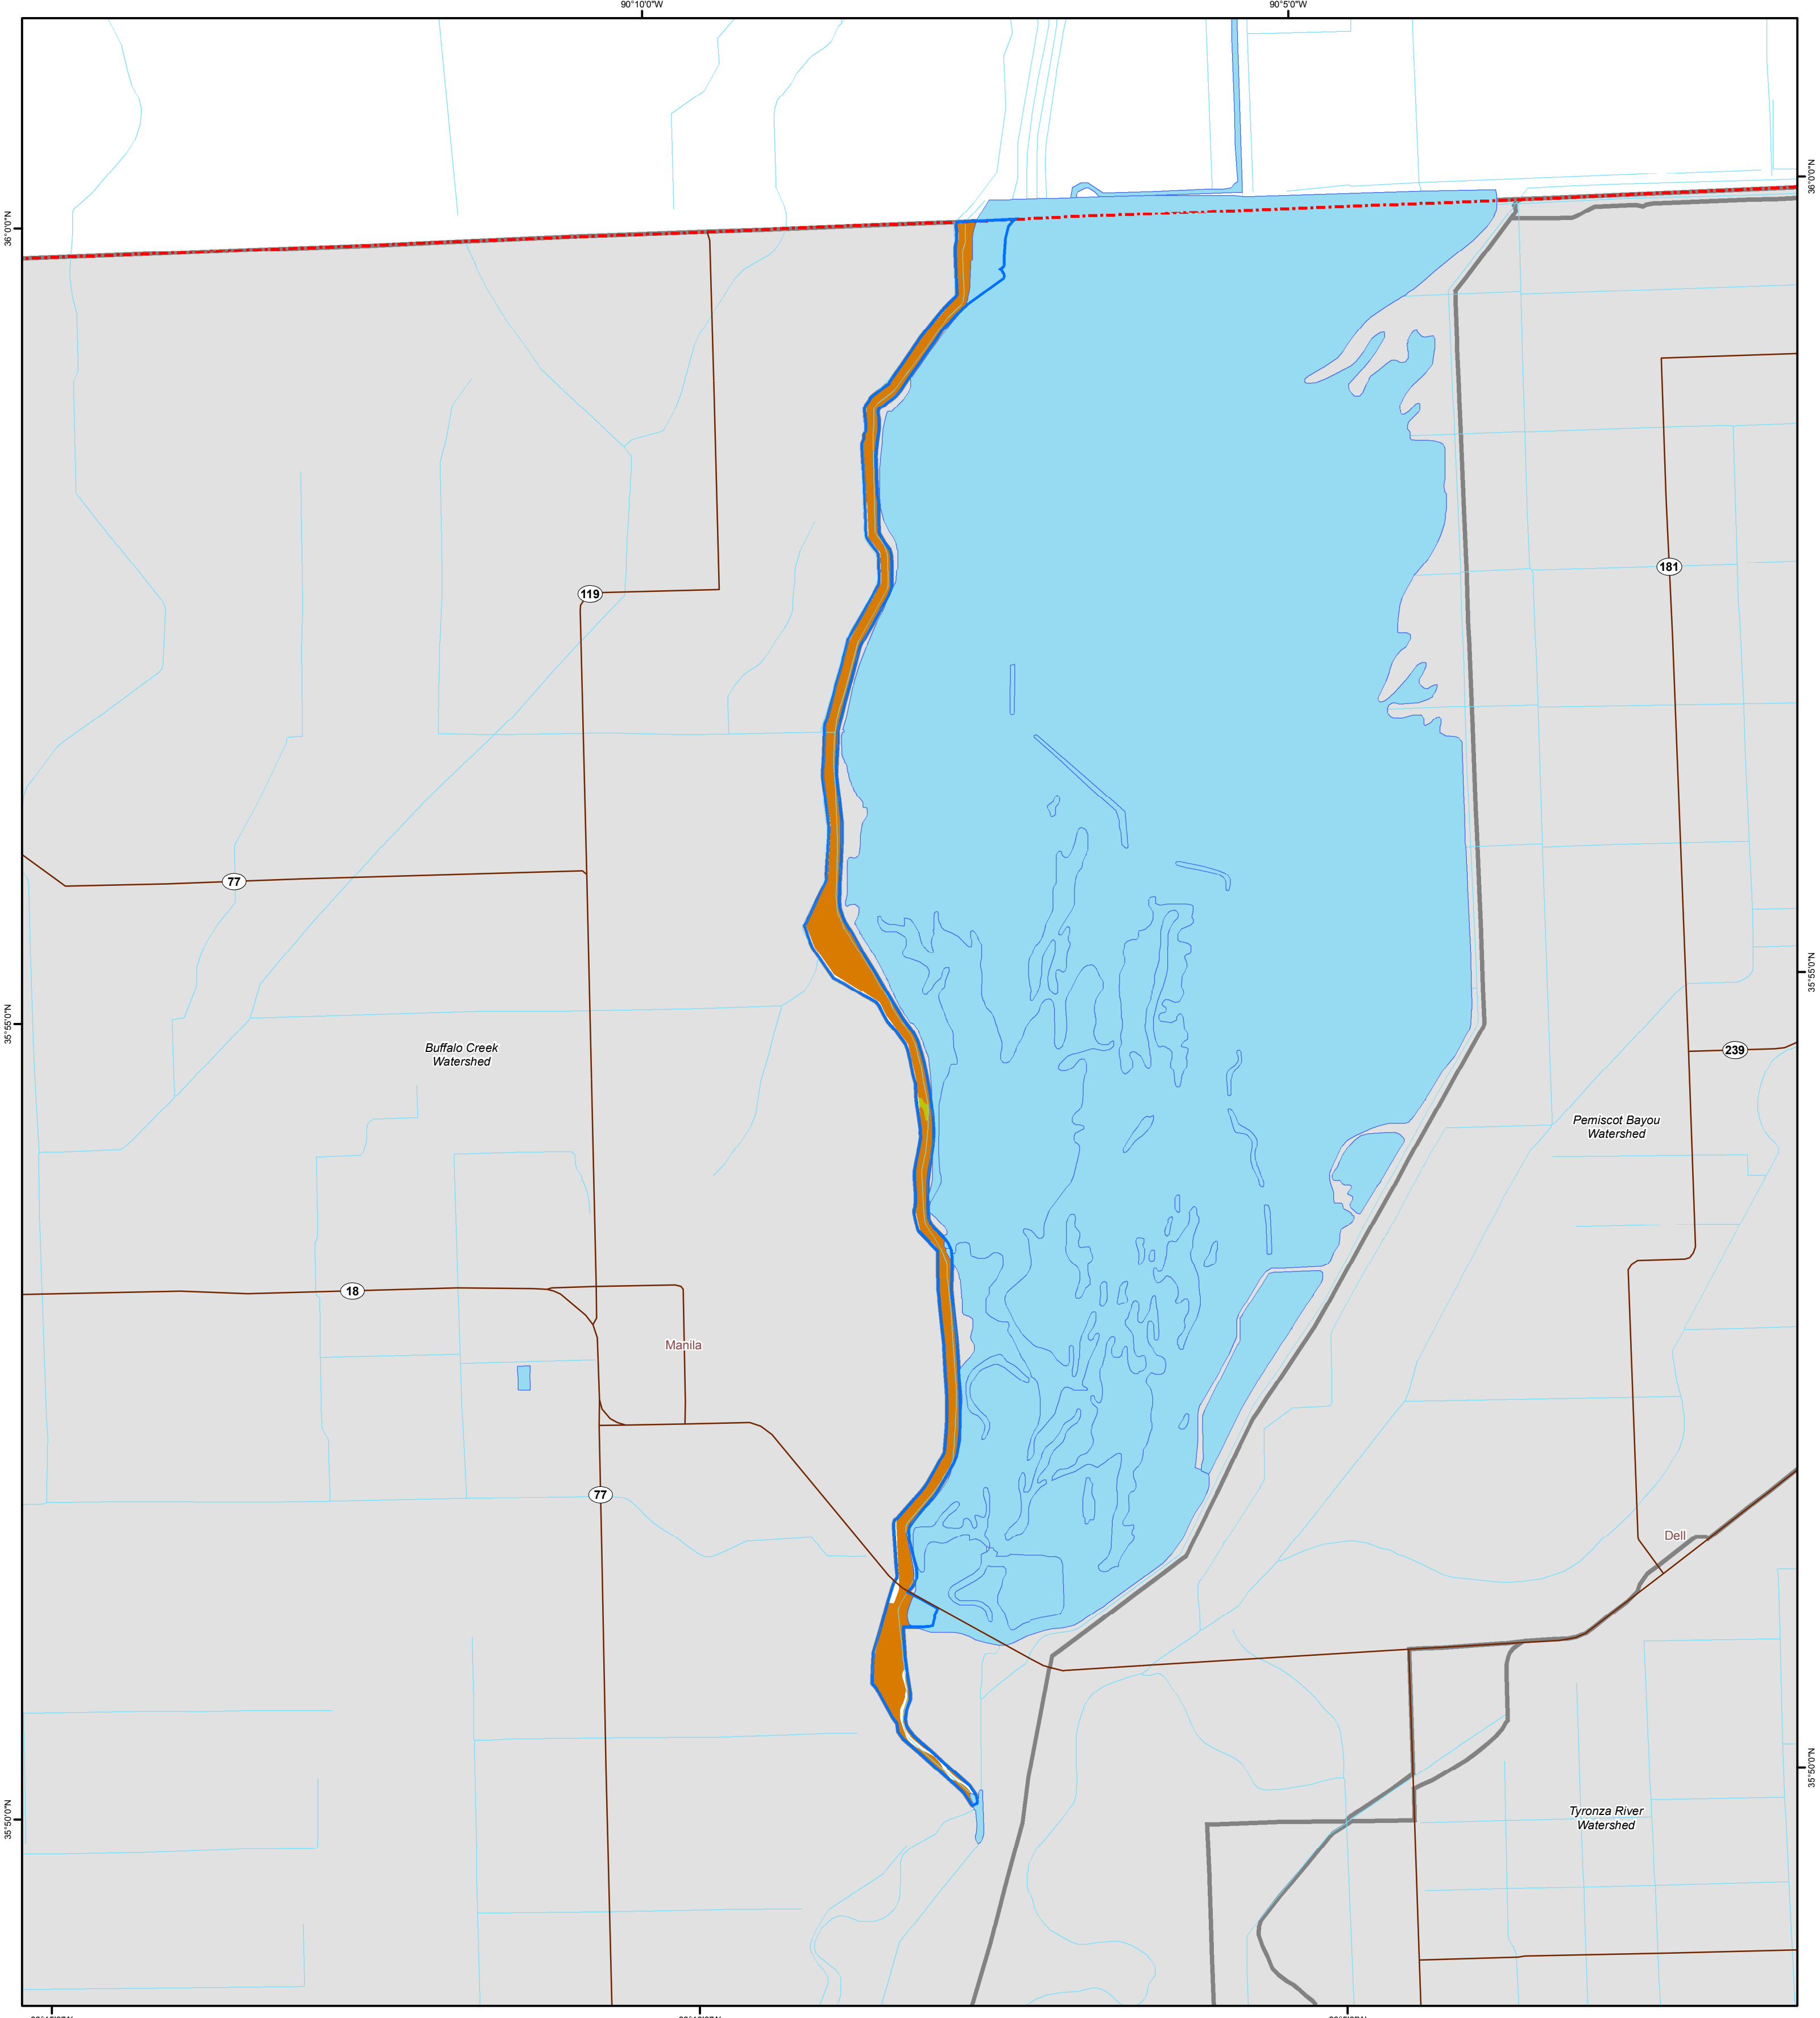 90°10'0"W
90°5'0"W
36°0'0"N
36°0'0"N
181
119
77
35°55'0"N
35°55'0"N
Buffalo Creek
Watershed
239
Pemiscot Bayou
Watershed
18
Manila
77
Dell
35°50'0"N
35°50'0"N
Tyronza River
Watershed